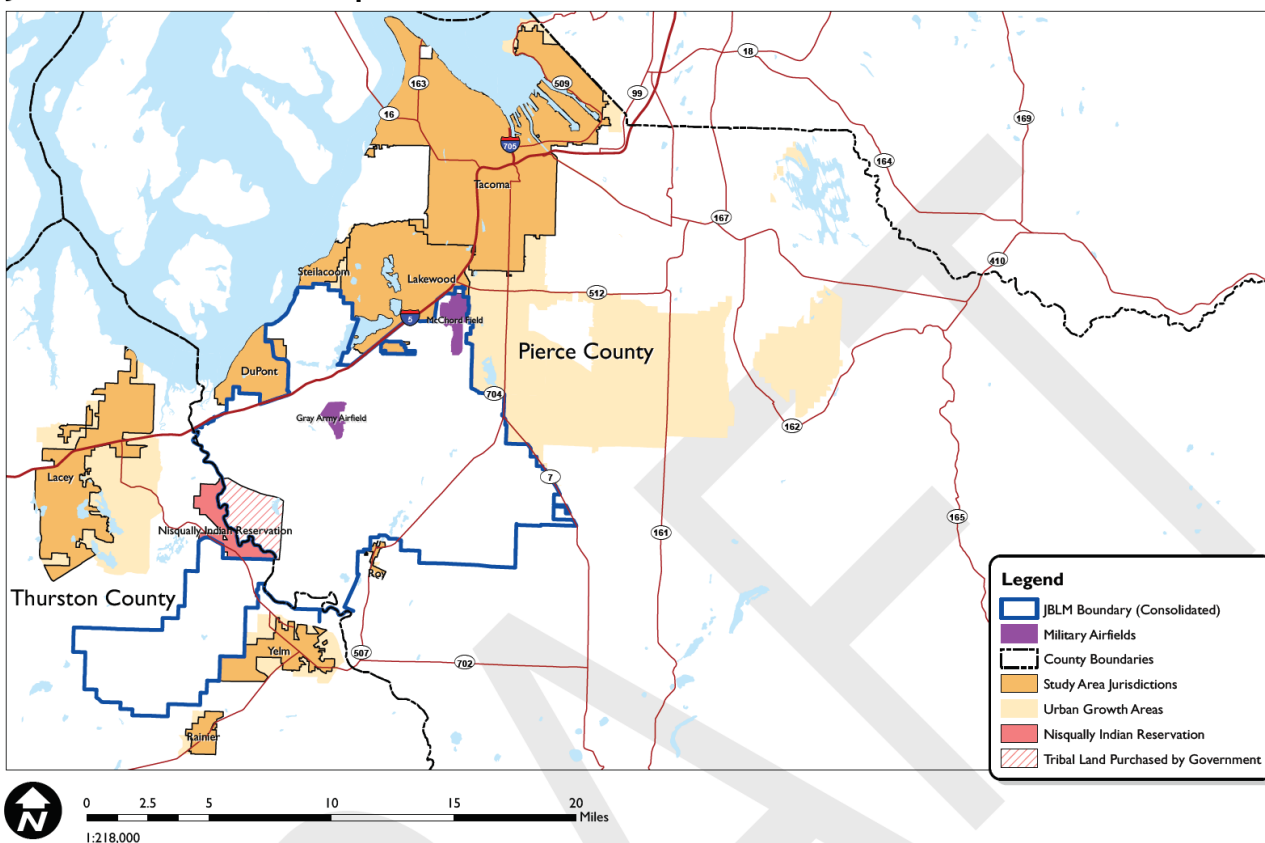 18
163
509
99
16
169
705
164
Tacoma
167
410
Steilacoom
Lakewood
512
5
McChord Field
Pierce County
DuPont
704
Gray Army Airfield
162
Lacey
7
165
Nisqually Indian Reservation
161
Roy
Thurston County
Yelm
507
702
Rainier
Legend
JBLM Boundary (Consolidated)
Military Airfields
County Boundaries
Study Area Jurisdictions
Urban Growth Areas
Nisqually Indian Reservation
Tribal Land Purchased by Government
N
0 2.5 5 10 15 20
Miles
1:218,000